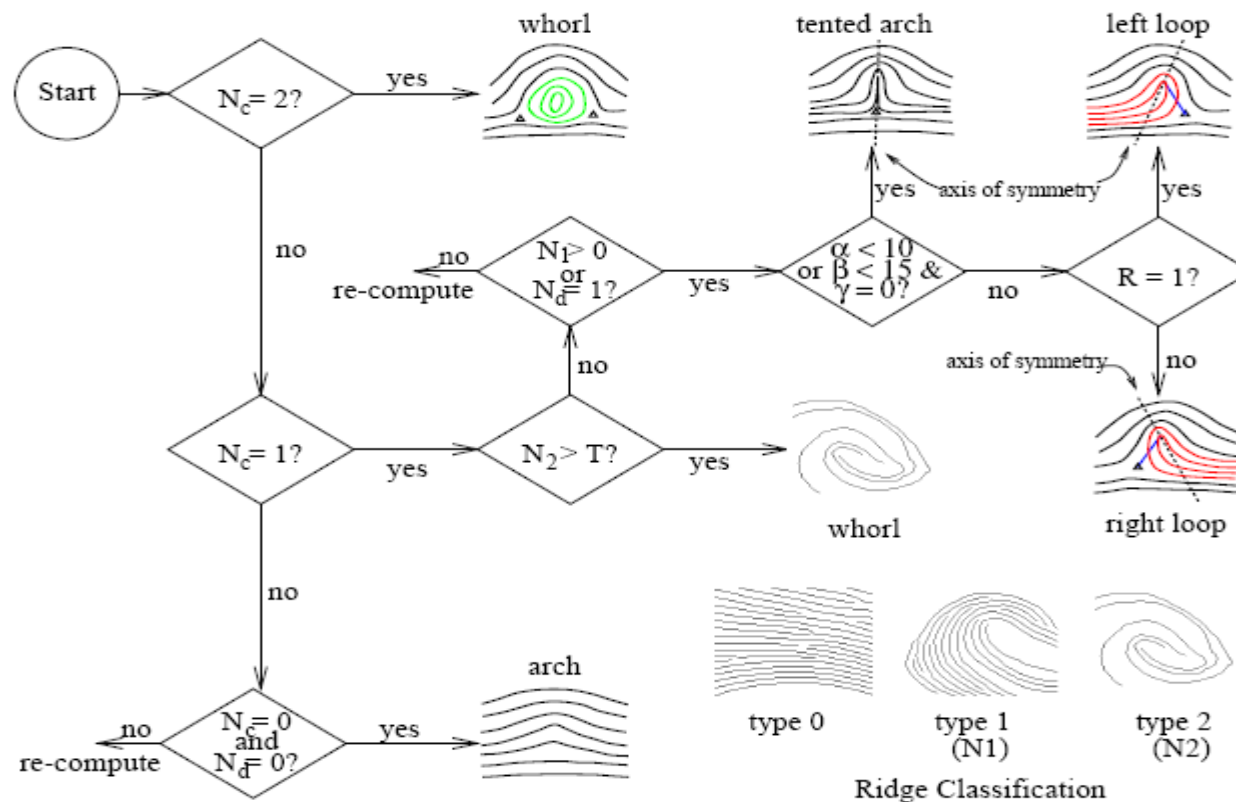 whorl
tented arch
left loop
Start
N_c = 2?
yes
axis of symmetry
yes
yes
no
no
re-compute
N_1 > 0
or
N_d = 1?
yes
α < 10
or β < 15 &
γ = 0?
no
R = 1?
no
axis of symmetry
no
N_c = 1?
yes
N_2 > T?
yes
whorl
right loop
no
arch
N_c = 0
and
N_d = 0?
no
re-compute
yes
type 0
type 1
(N1)
type 2
(N2)
Ridge Classification